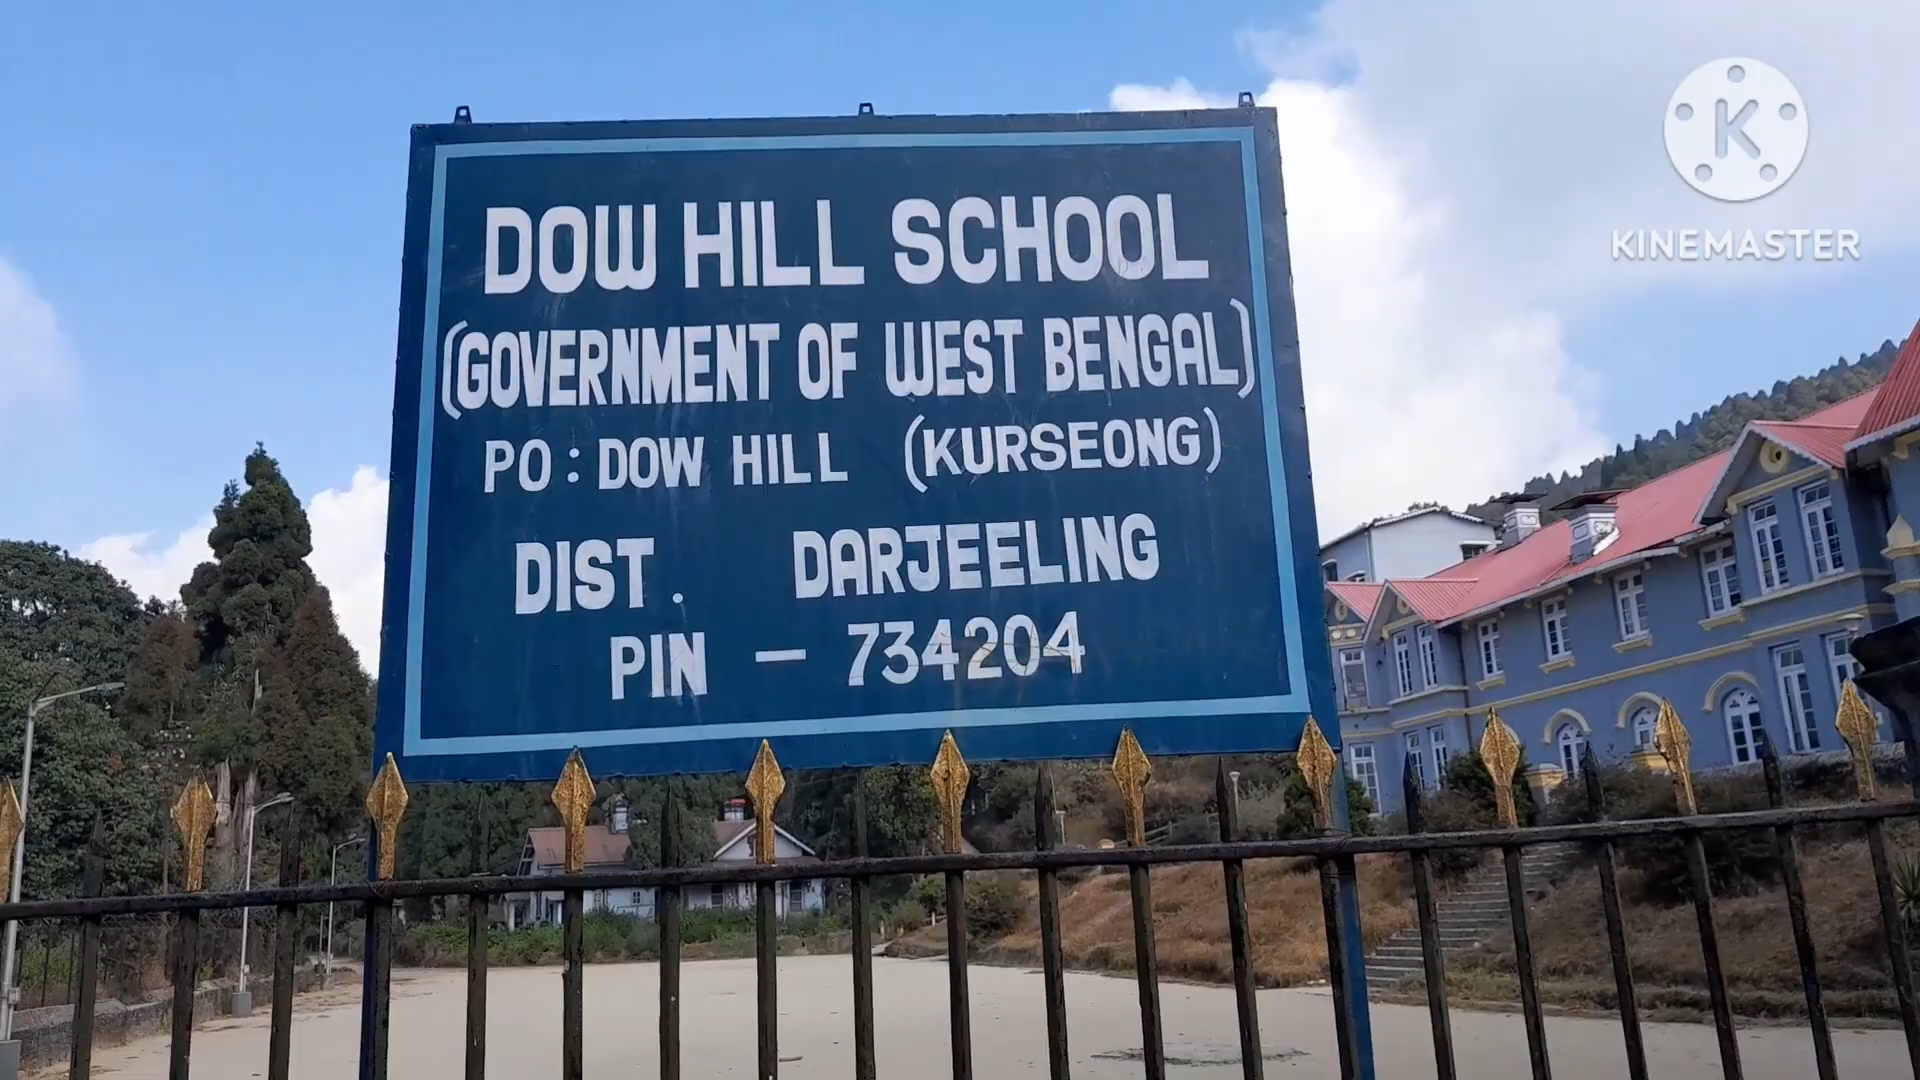 DOW HILL SCHOOL
(GOVERNMENT OF WEST BENGAL)
PO : DOW HILL (KURSEONG)
DIST. DARJEELING
PIN - 734204
K
KINEMASTER